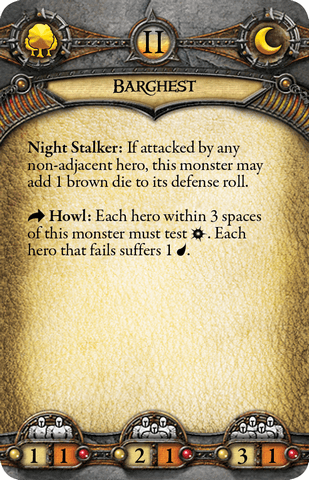 II
BARGHEST
Night Stalker: If attacked by any
non-adjacent hero, this monster may
add 1 brown die to its defense roll.
Howl: Each hero within 3 spaces
of this monster must test . Each
hero that fails suffers 1 .
1 1 2 1 3 1